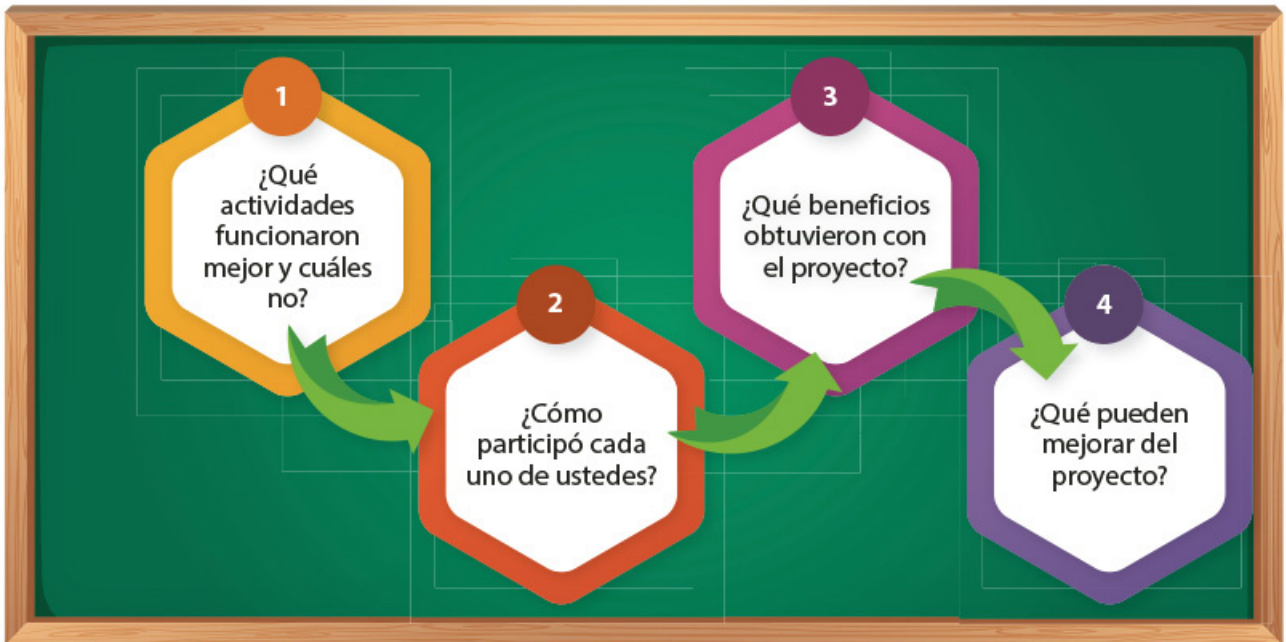 1
¿Qué
actividades
funcionaron
mejor y cuáles
no?
2
¿Cómo
participó cada
uno de ustedes?
3
¿Qué beneficios
obtuvieron con
el proyecto?
4
¿Qué pueden
mejorar del
proyecto?